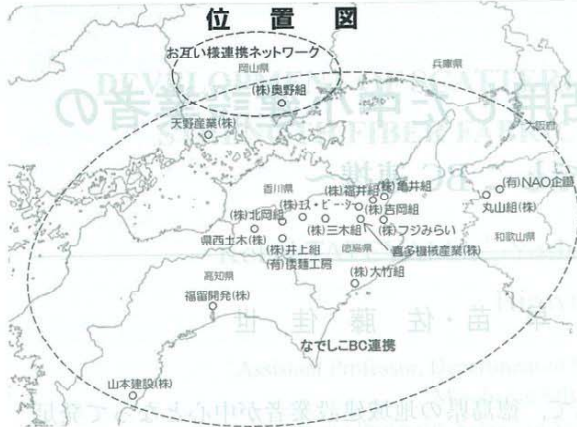 位置図
お互い様連携ネットワーク
岡山県
兵庫県
(株)奥野組
天野産業(株)
大阪府
(有)NAO企画
丸山組(株)
和歌山県
香川県
(株)福井組
(株)亀井組
(株)エス・ビー・シー
(株)北岡組
(株)吉岡組
県西土木(株)
(株)三木組
(株)フジみらい
(株)井上組
徳島県
喜多機械産業(株)
(有)倭麺工房
高知県
(株)大竹組
福留開発(株)
なでしこBC連携
山本建設(株)